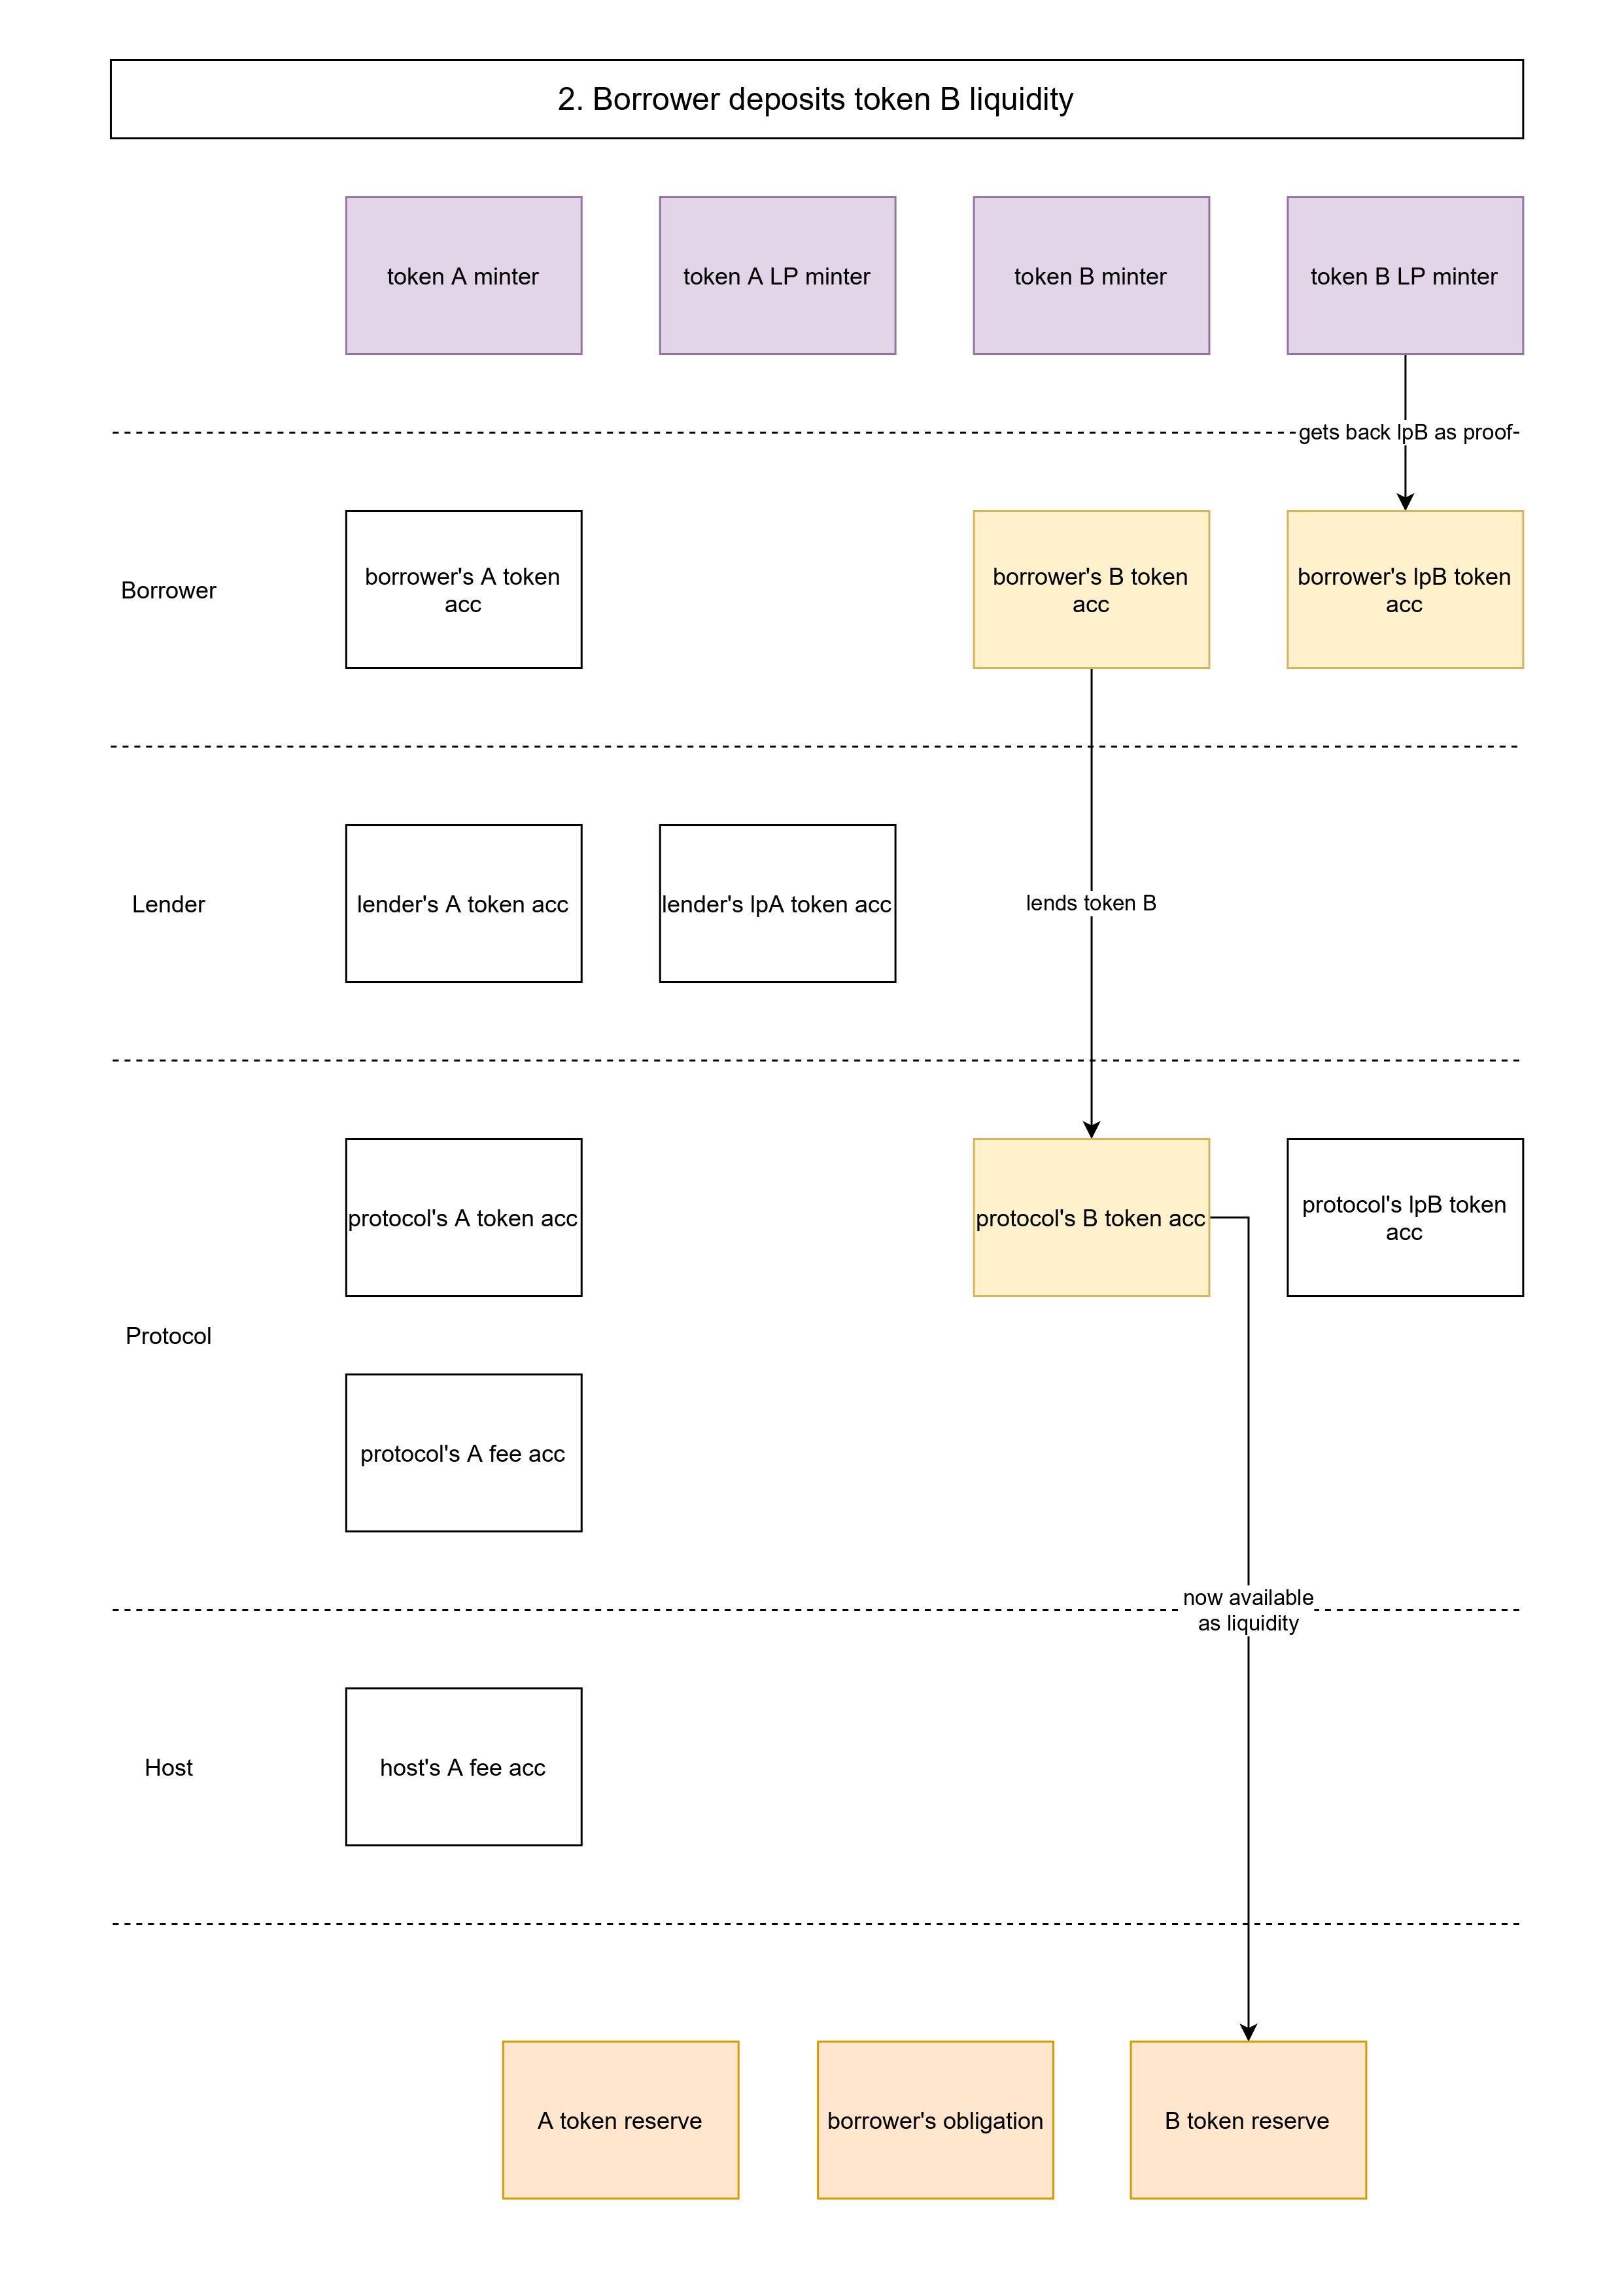 2. Borrower deposits token B liquidity
token A minter
token A LP minter
token B minter
token B LP minter
gets back lpB as proof
Borrower
borrower's A token
acc
borrower's B token
acc
borrower's lpB token
acc
Lender
lender's A token acc
lender's lpA token acc
lends token B
protocol's A token acc
protocol's B token acc
protocol's lpB token
acc
Protocol
protocol's A fee acc
now available
as liquidity
Host
host's A fee acc
A token reserve
borrower's obligation
B token reserve